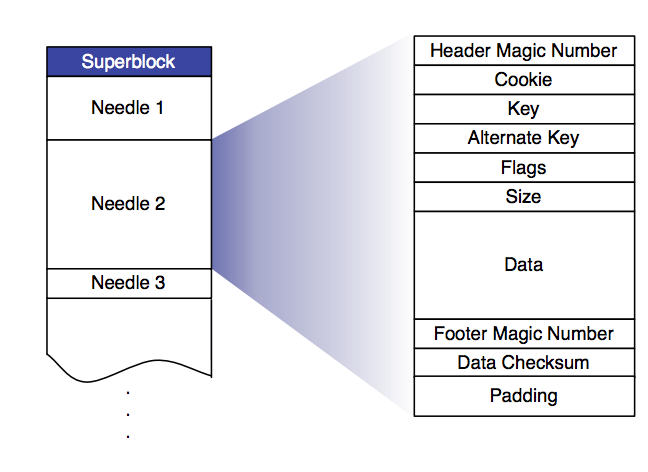 Superblock
Needle 1
Needle 2
Needle 3
.
.
.
Header Magic Number
Cookie
Key
Alternate Key
Flags
Size
Data
Footer Magic Number
Data Checksum
Padding